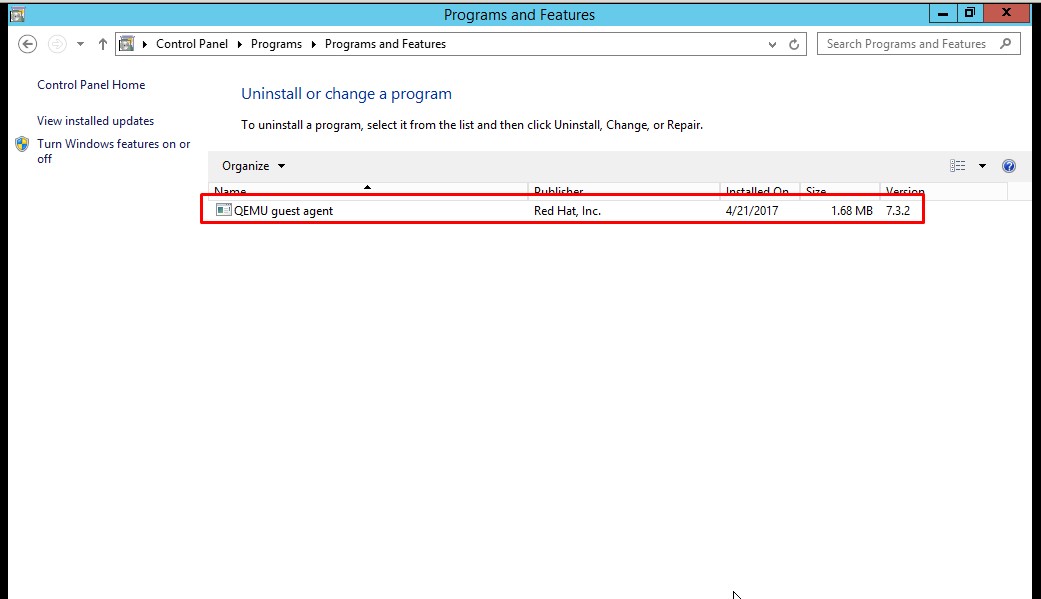 Programs and Features
Control Panel Programs Programs and Features
Search Programs and Features
Control Panel Home
View installed updates
Turn Windows features on or
off
Uninstall or change a program
To uninstall a program, select it from the list and then click Uninstall, Change, or Repair.
Organize
Name Publisher Installed On Size Version
QEMU guest agent Red Hat, Inc. 4/21/2017 1.68 MB 7.3.2